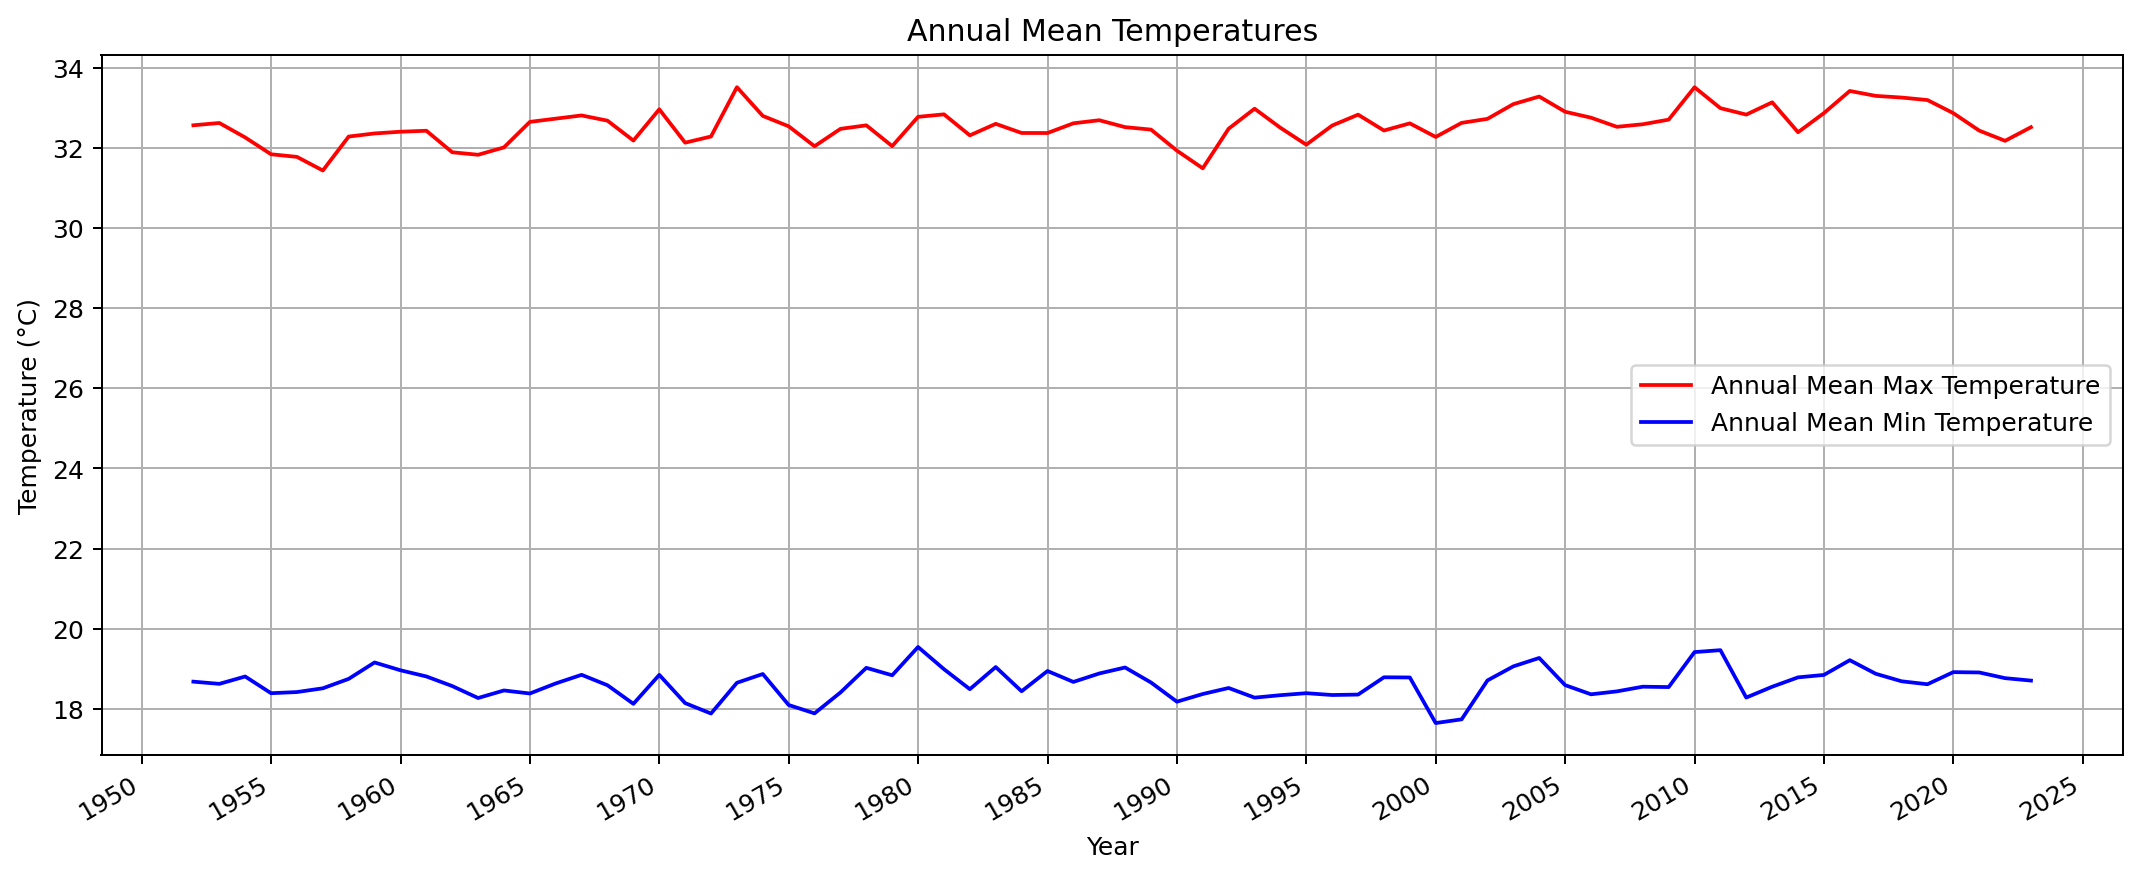 Annual Mean Temperatures
34
32
30
28
26
24
22
20
18
Temperature (°C)
Annual Mean Max Temperature
Annual Mean Min Temperature
1950 1955 1960 1965 1970 1975 1980 1985 1990 1995 2000 2005 2010 2015 2020 2025
Year